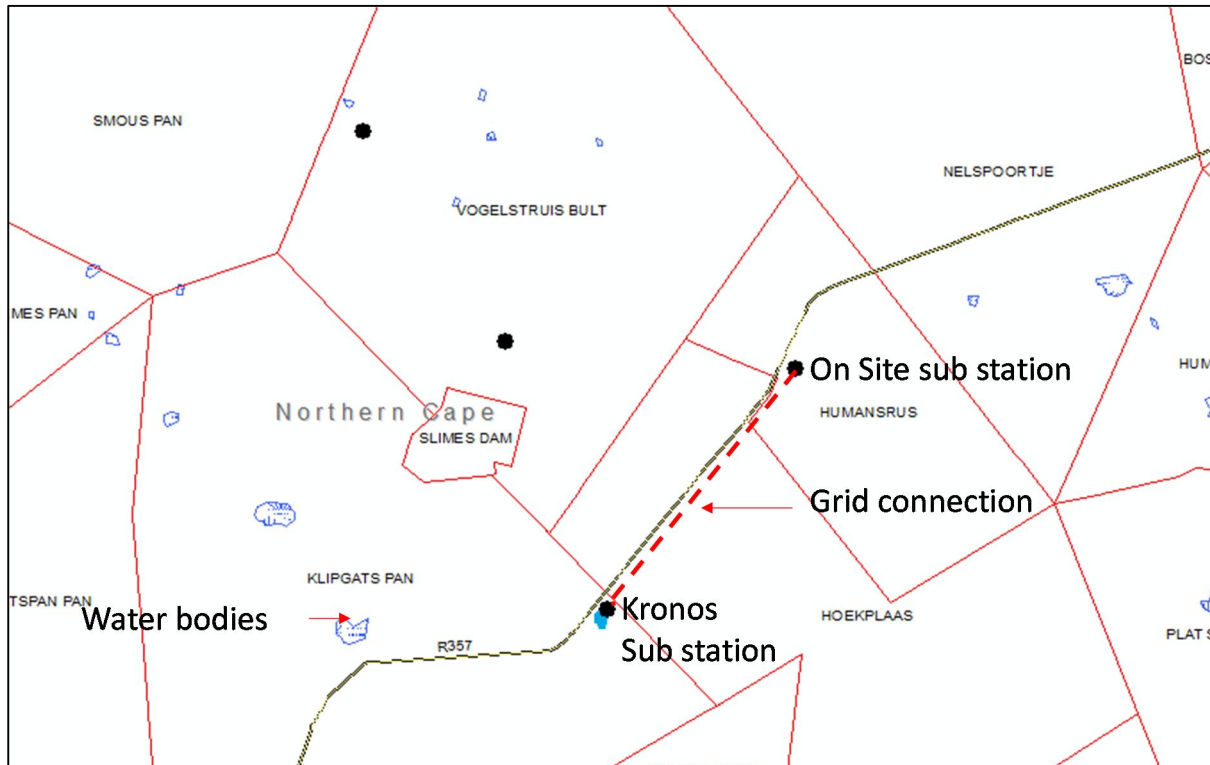 BOS
SMOUS PAN
NELSPOORTJE
VOGELSTRUIS BULT
MES PAN
On Site sub station
HUM
Northern Cape
HUMANSRUS
SLIMES DAM
Grid connection
KLIPGATS PAN
TSPAN PAN
Water bodies
Kronos
Sub station
HOEKPLAAS
PLAT S
R357